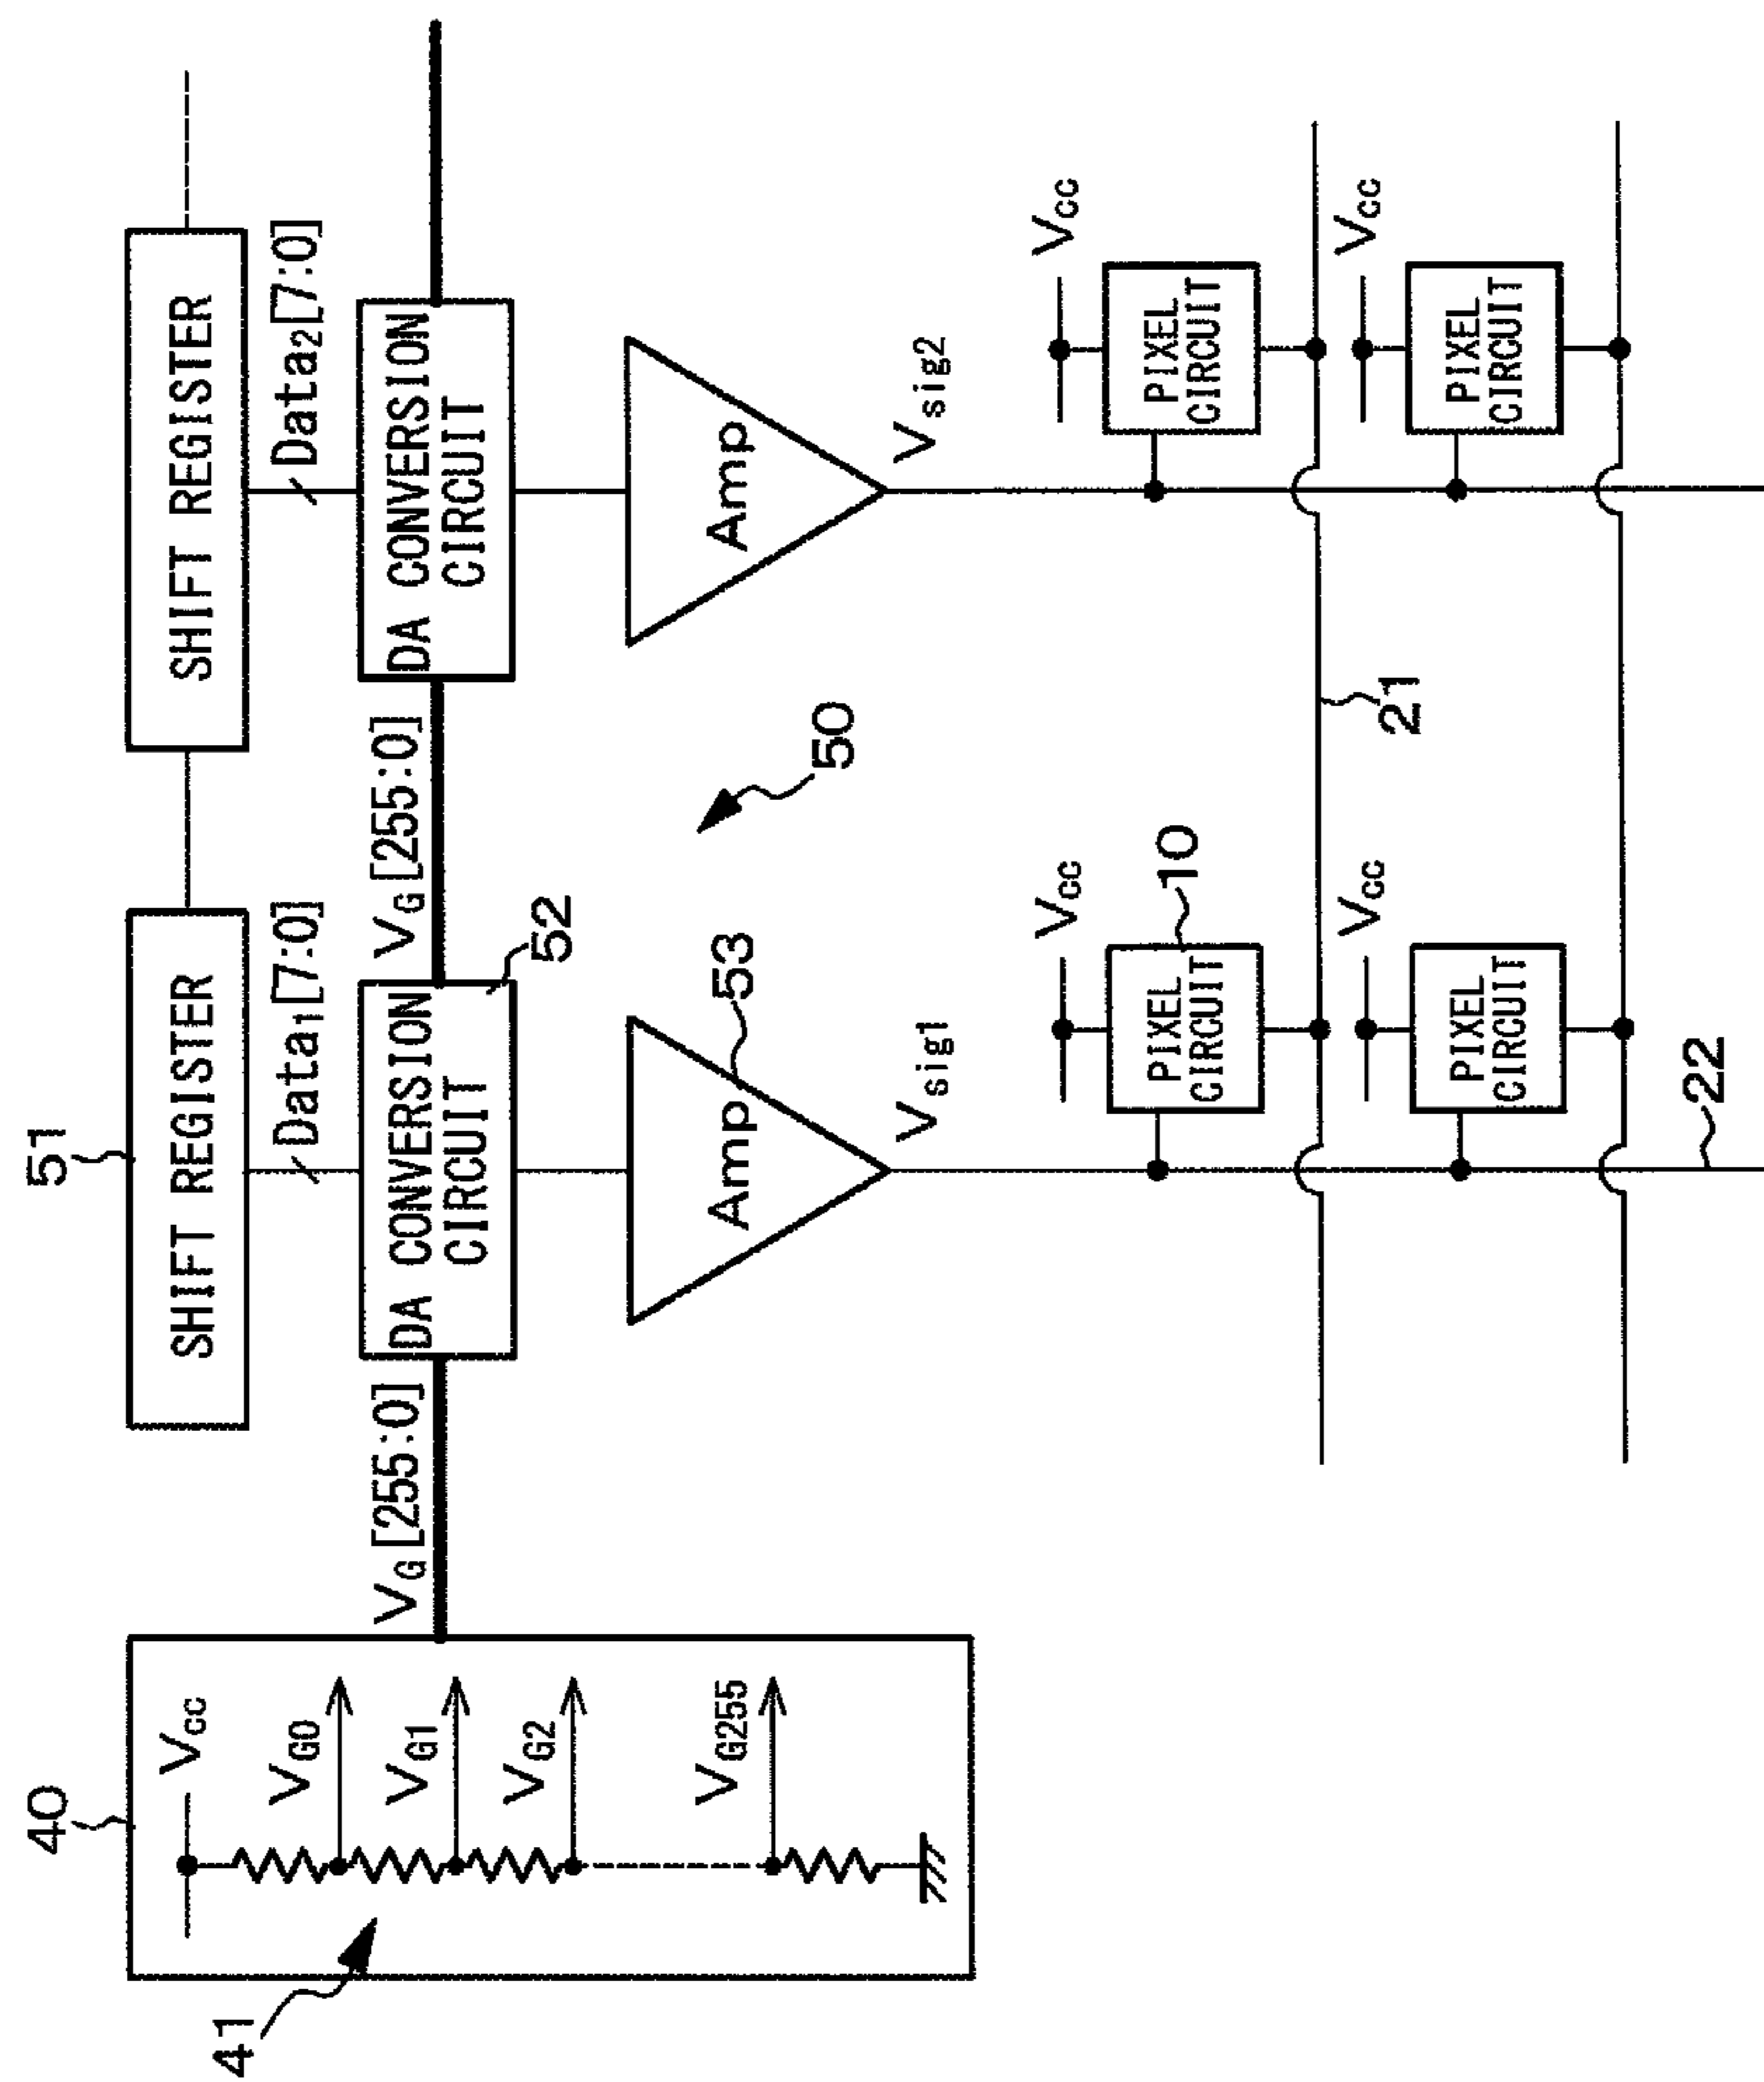 51
SHIFT REGISTER
SHIFT REGISTER
Data1[7:0]
Data2[7:0]
40
Vcc
VG0
VG1
VG2
VG255
41
VG[255:0]
DA CONVERSION
CIRCUIT
52
VG[255:0]
DA CONVERSION
CIRCUIT
Amp
53
Amp
50
Vsig1
Vsig2
Vcc
PIXEL
CIRCUIT
10
Vcc
PIXEL
CIRCUIT
21
Vcc
PIXEL
CIRCUIT
Vcc
PIXEL
CIRCUIT
22